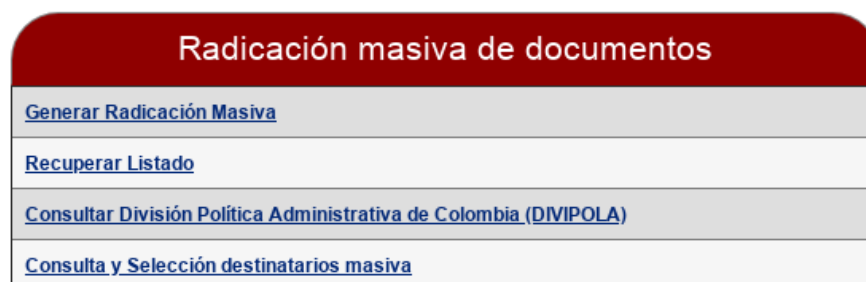 Radicación masiva de documentos
Generar Radicación Masiva
Recuperar Listado
Consultar División Política Administrativa de Colombia (DIVIPOLA)
Consulta y Selección destinatarios masiva